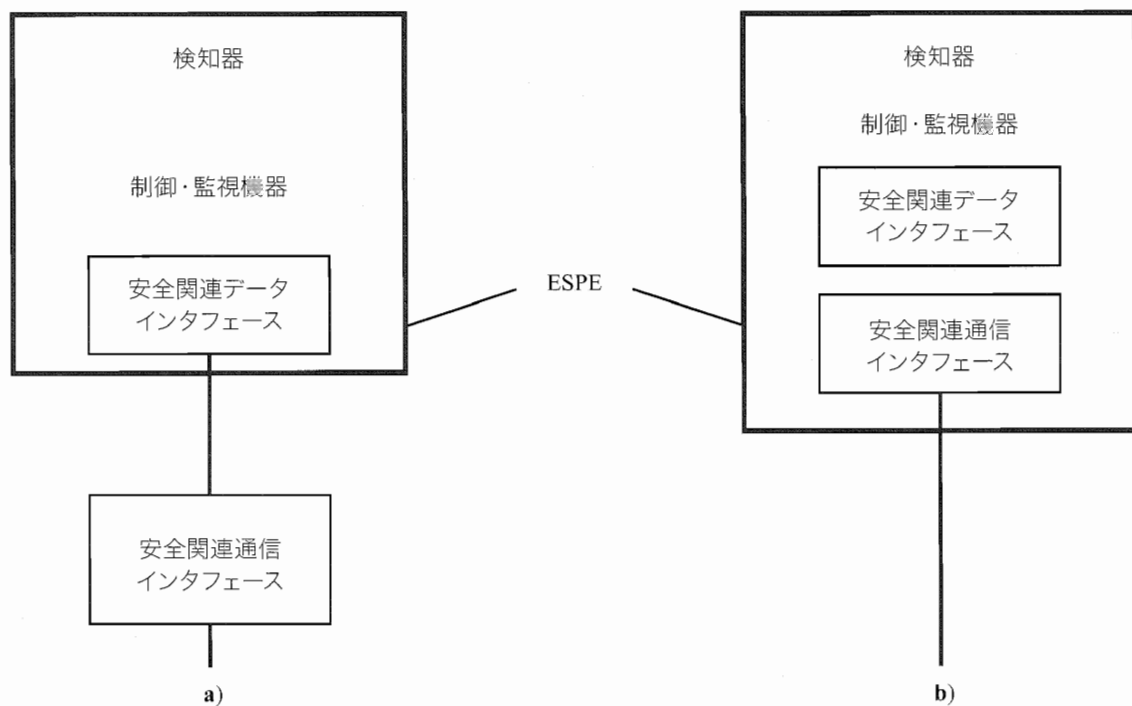 検知器
制御・監視機器
安全関連データ
インタフェース
安全関連通信
インタフェース
a)
ESPE
検知器
制御・監視機器
安全関連データ
インタフェース
安全関連通信
インタフェース
b)